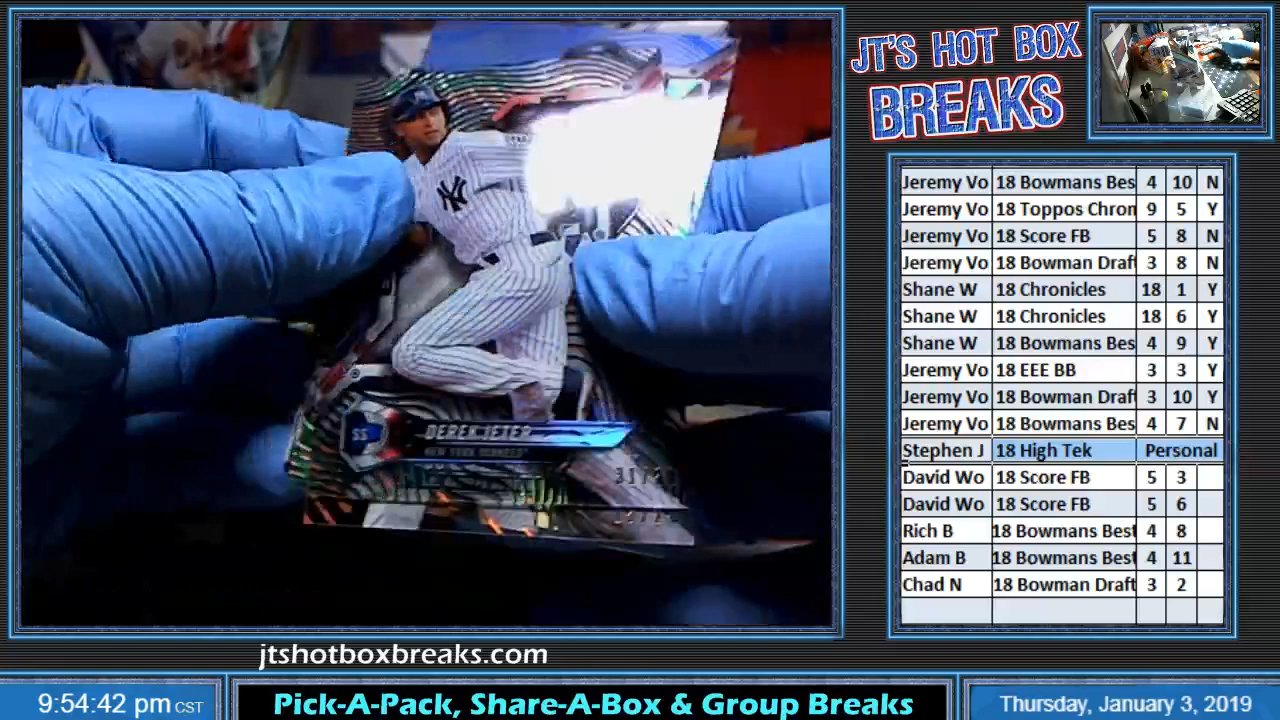 JT'S HOT BOX
BREAKS
Jeremy Vo 18 Bowmans Bes 4 10 N
Jeremy Vo 18 Toppos Chron 9 5 Y
Jeremy Vo 18 Score FB 5 8 N
Jeremy Vo 18 Bowman Draft 3 8 N
Shane W 18 Chronicles 18 1 Y
Shane W 18 Chronicles 18 6 Y
Shane W 18 Bowmans Bes 4 9 Y
Jeremy Vo 18 EEE BB 3 3 Y
Jeremy Vo 18 Bowman Draft 3 10 Y
Jeremy Vo 18 Bowmans Bes 4 7 N
Stephen J 18 High Tek Personal
David Wo 18 Score FB 5 3
David Wo 18 Score FB 5 6
Rich B 18 Bowmans Best 4 8
Adam B 18 Bowmans Best 4 11
Chad N 18 Bowman Draft 3 2
NY
SS
DEREK JETER
NEW YORK YANKEES
jtshotboxbreaks.com
9:54:42 pm CST
Pick-A-Pack, Share-A-Box & Group Breaks
Thursday, January 3, 2019